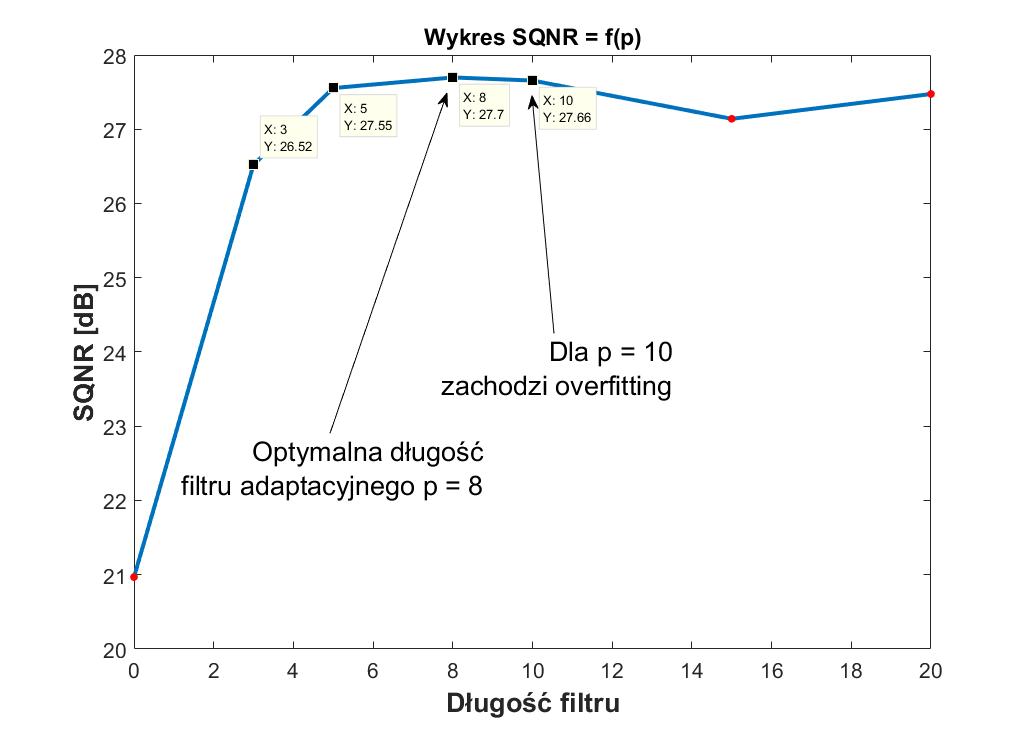 Wykres SQNR = f(p)
28
27
26
25
24
23
22
21
20
SQNR [dB]
X: 3
Y: 26.52
X: 5
Y: 27.55
X: 8
Y: 27.7
X: 10
Y: 27.66
Dla p = 10
zachodzi overfitting
Optymalna długość
filtru adaptacyjnego p = 8
0 2 4 6 8 10 12 14 16 18 20
Długość filtru